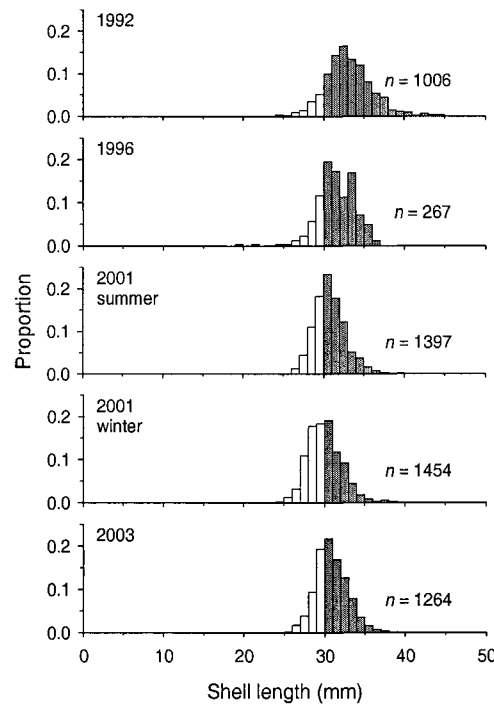 1992
0.2
0.1
0.0
n = 1006
1996
0.2
0.1
0.0
n = 267
2001
summer
0.2
0.1
0.0
n = 1397
2001
winter
0.2
0.1
0.0
n = 1454
2003
0.2
0.1
0.0
n = 1264
Proportion
0 10 20 30 40 50
Shell length (mm)